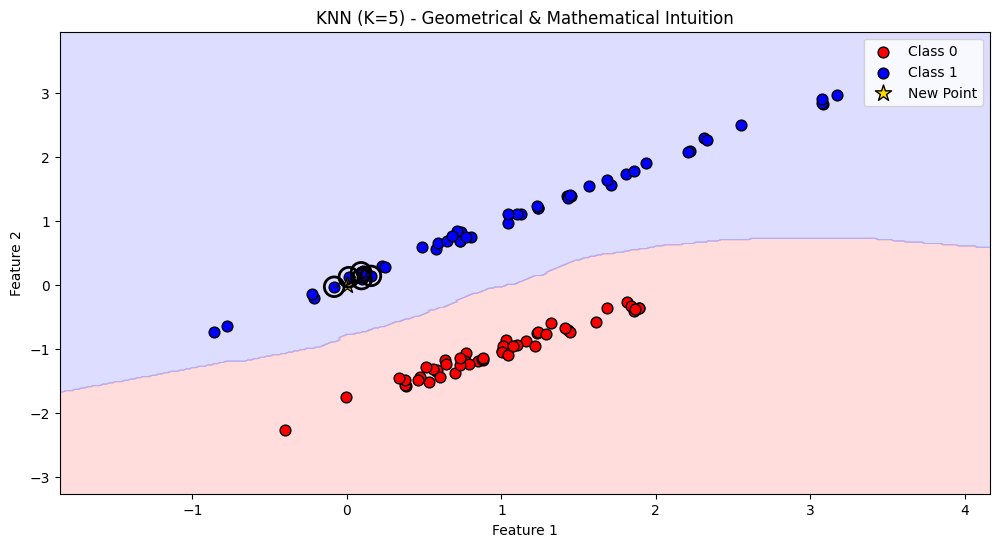 KNN (K=5) - Geometrical & Mathematical Intuition
Class 0
Class 1
New Point
Feature 2
3
2
1
0
−1
−2
−3
−1
0
1
2
3
4
Feature 1